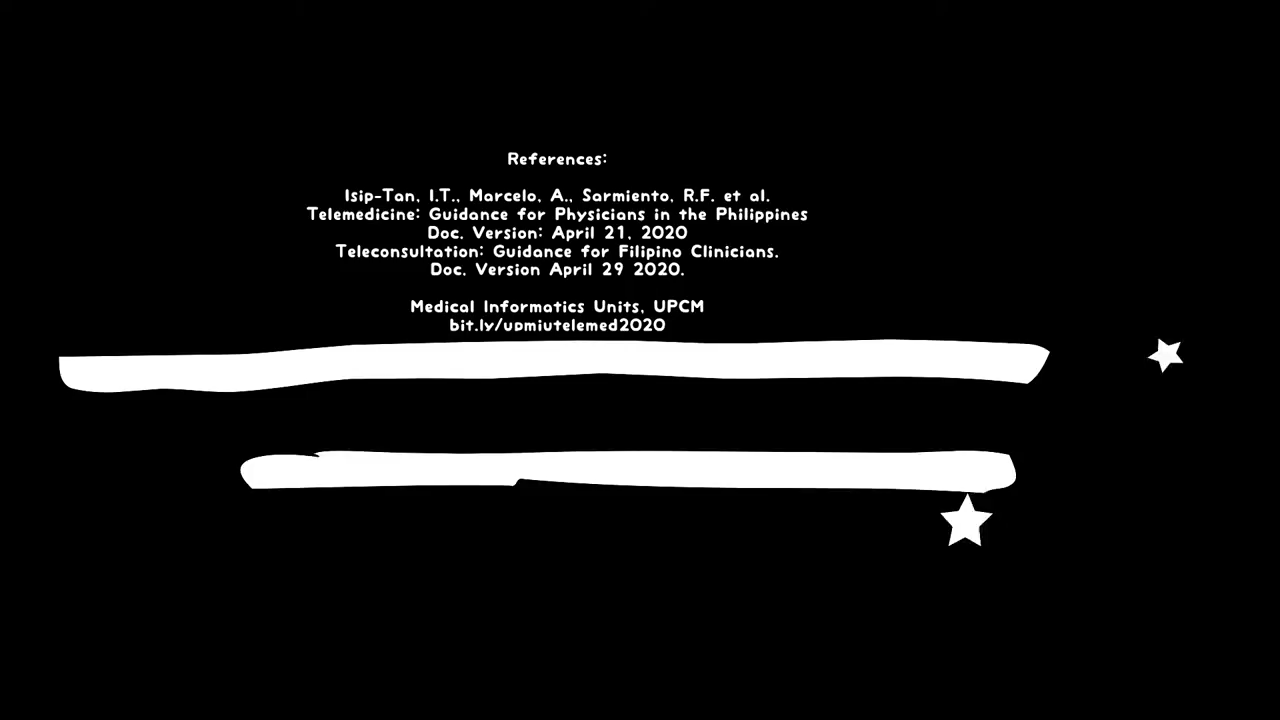 References:
Isip-Tan, I.T., Marcelo, A., Sarmiento, R.F. et al.
Telemedicine: Guidance for Physicians in the Philippines
Doc. Version: April 21, 2020
Teleconsultation: Guidance for Filipino Clinicians.
Doc. Version April 29 2020.
Medical Informatics Units, UPCM
bit.ly/upmiutelemed2020